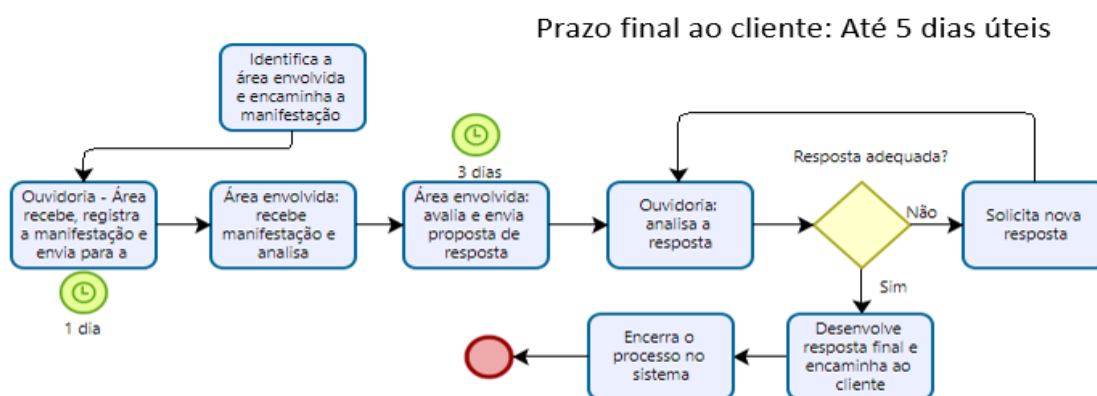 Prazo final ao cliente: Até 5 dias úteis
Identifica a
área envolvida
e encaminha a
manifestação
Ouvidoria - Área
recebe, registra
a manifestação e
envia para a
1 dia
Área envolvida:
recebe
manifestação e
analisa
3 dias
Área envolvida:
avalia e envia
proposta de
resposta
Ouvidoria:
analisa a
resposta
Resposta adequada?
Não
Solicita nova
resposta
Sim
Desenvolve
resposta final e
encaminha ao
cliente
Encerra o
processo no
sistema